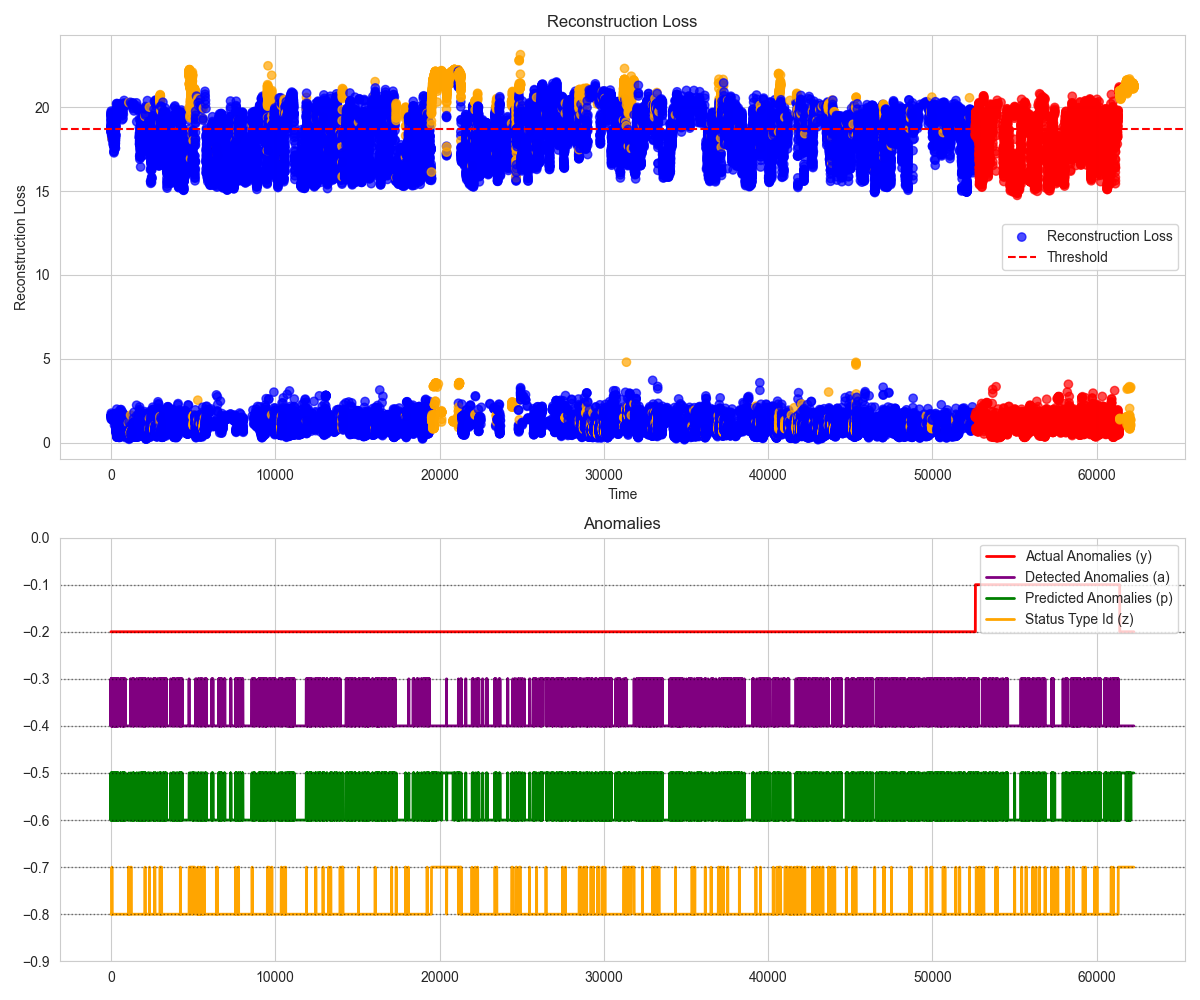 Reconstruction Loss
20
15
10
5
0
Reconstruction Loss
Reconstruction Loss
Threshold
0 10000 20000 30000 40000 50000 60000
Time
Anomalies
0.0
−0.1
−0.2
−0.3
−0.4
−0.5
−0.6
−0.7
−0.8
−0.9
Actual Anomalies (y)
Detected Anomalies (a)
Predicted Anomalies (p)
Status Type Id (z)
0 10000 20000 30000 40000 50000 60000